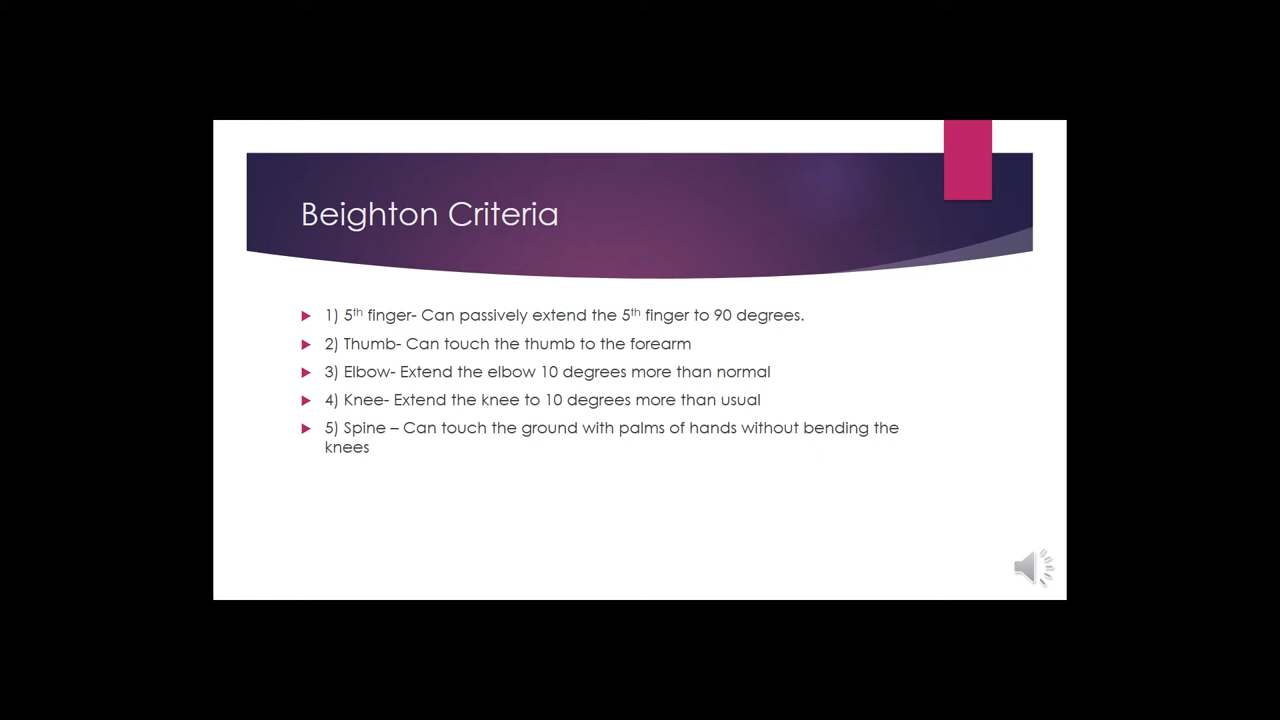 Beighton Criteria
1) 5th finger- Can passively extend the 5th finger to 90 degrees.
2) Thumb- Can touch the thumb to the forearm
3) Elbow- Extend the elbow 10 degrees more than normal
4) Knee- Extend the knee to 10 degrees more than usual
5) Spine – Can touch the ground with palms of hands without bending the
knees